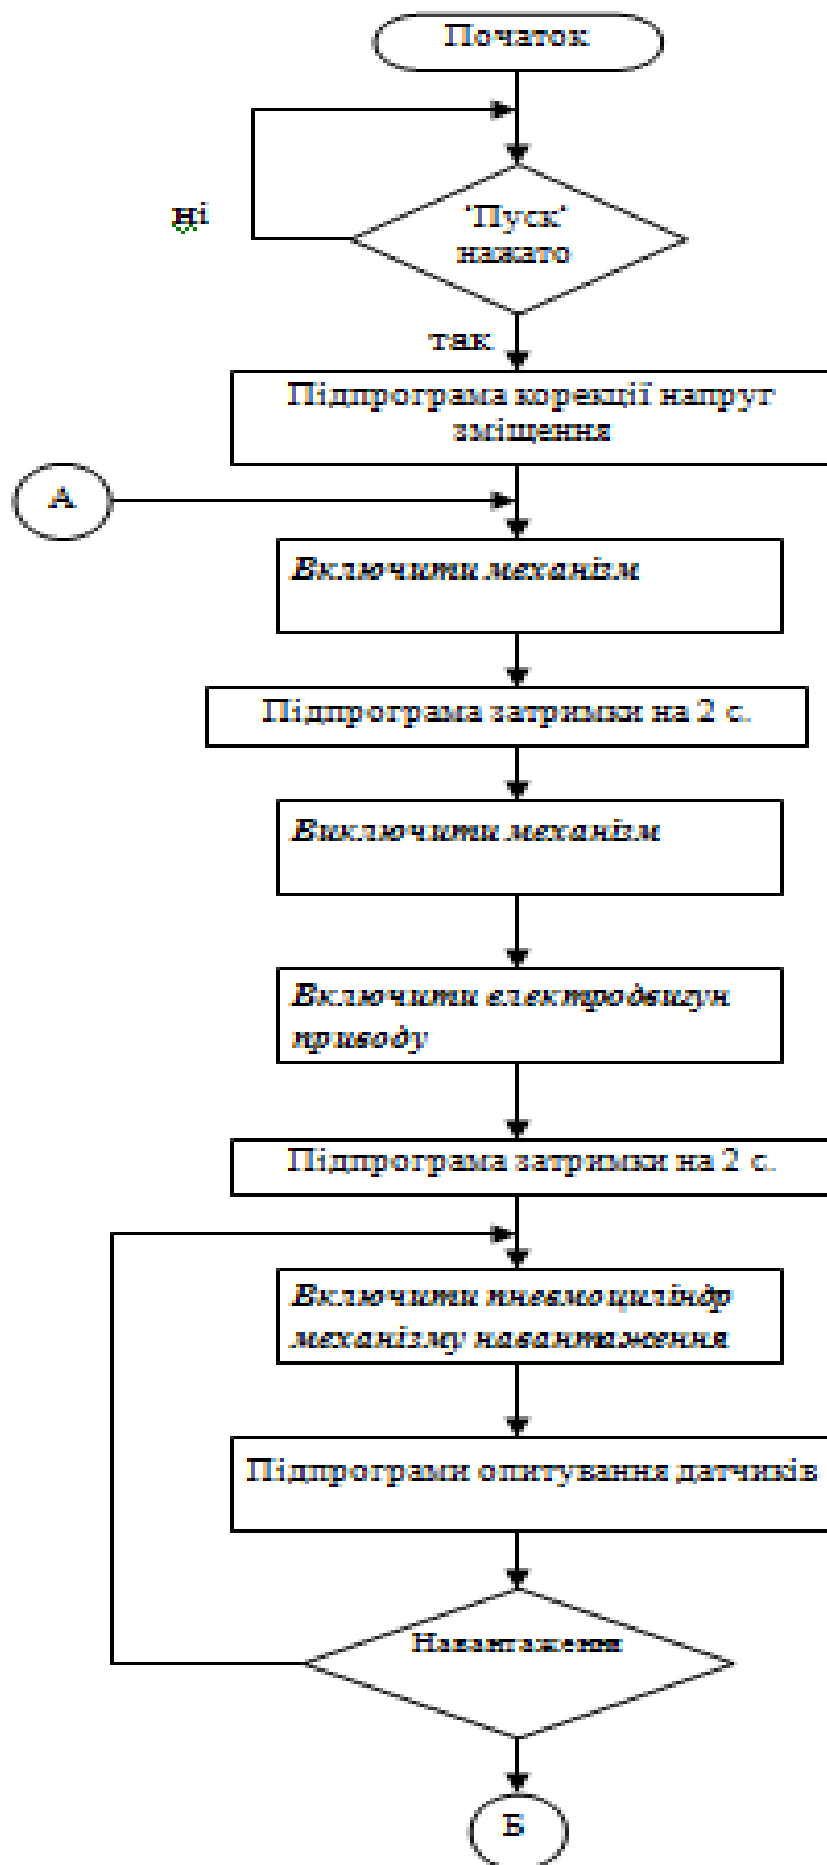 Початок
'Пуск'
нажато
ні
так
Підпрограма корекції напруг
зміщення
А
Включити механізм
Підпрограма затримки на 2 с.
Виключити механізм
Включити електродвигун
приводу
Підпрограма затримки на 2 с.
Включити пневмоциліндр
механізму навантаження
Підпрограми опитування датчиків
Навантаження
Б